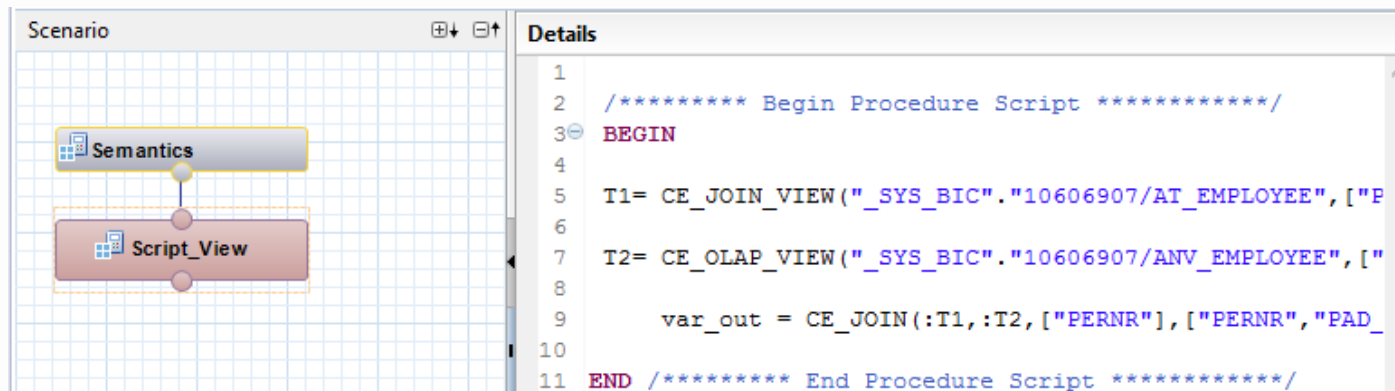 Scenario
Semantics
Script_View
Details
1
2 /********* Begin Procedure Script ************/
3 BEGIN
4
5 T1= CE_JOIN_VIEW("_SYS_BIC"."10606907/AT_EMPLOYEE",["P
6
7 T2= CE_OLAP_VIEW("_SYS_BIC"."10606907/ANV_EMPLOYEE",["
8
9 var_out = CE_JOIN(:T1,:T2,["PERNR"],["PERNR","PAD_
10
11 END /********* End Procedure Script ************/